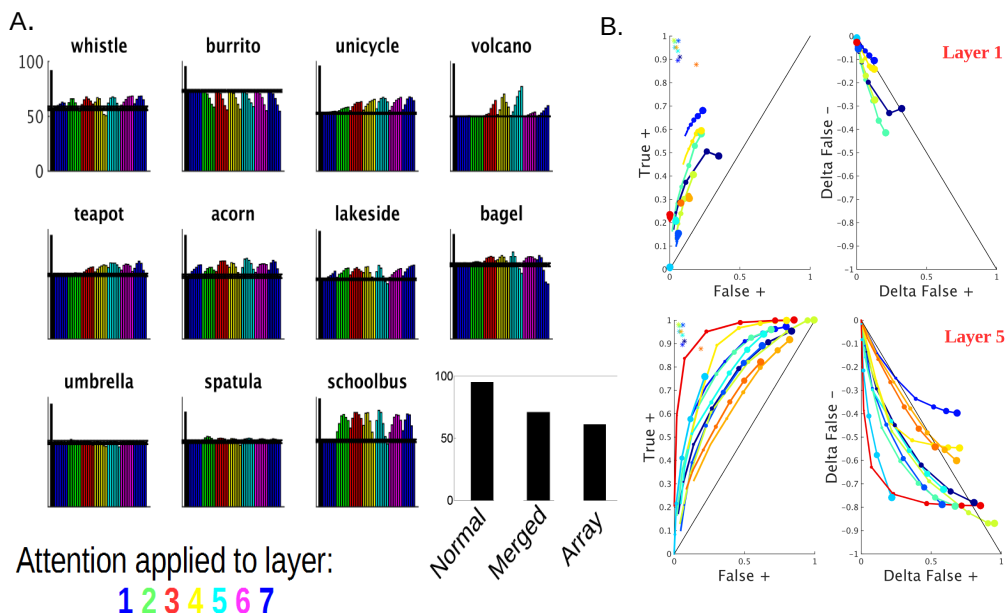 A.
whistle burrito unicycle volcano
100
50
0
teapot acorn lakeside bagel
umbrella spatula schoolbus
100
50
0
Normal Merged Array
Attention applied to layer:
1 2 3 4 5 6 7
B.
Layer 1
True +
1
0.9
0.8
0.7
0.6
0.5
0.4
0.3
0.2
0.1
0
0 0.5 1
False +
Delta False –
0
−0.1
−0.2
−0.3
−0.4
−0.5
−0.6
−0.7
−0.8
−0.9
−1
0 0.5 1
Delta False +
Layer 5
True +
1
0.9
0.8
0.7
0.6
0.5
0.4
0.3
0.2
0.1
0
0 0.5 1
False +
Delta False –
0
−0.1
−0.2
−0.3
−0.4
−0.5
−0.6
−0.7
−0.8
−0.9
−1
0 0.5 1
Delta False +